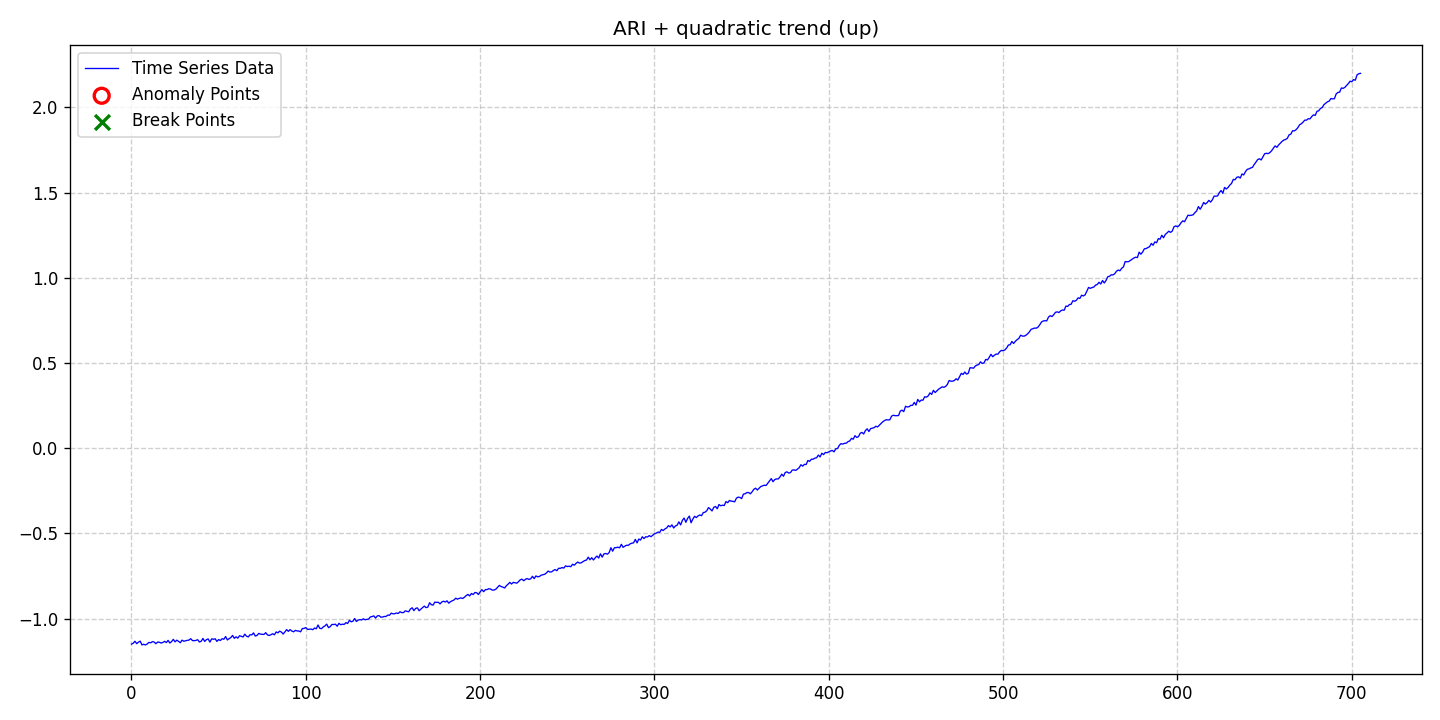 ARI + quadratic trend (up)
Time Series Data
Anomaly Points
Break Points
2.0
1.5
1.0
0.5
0.0
−0.5
−1.0
0 100 200 300 400 500 600 700